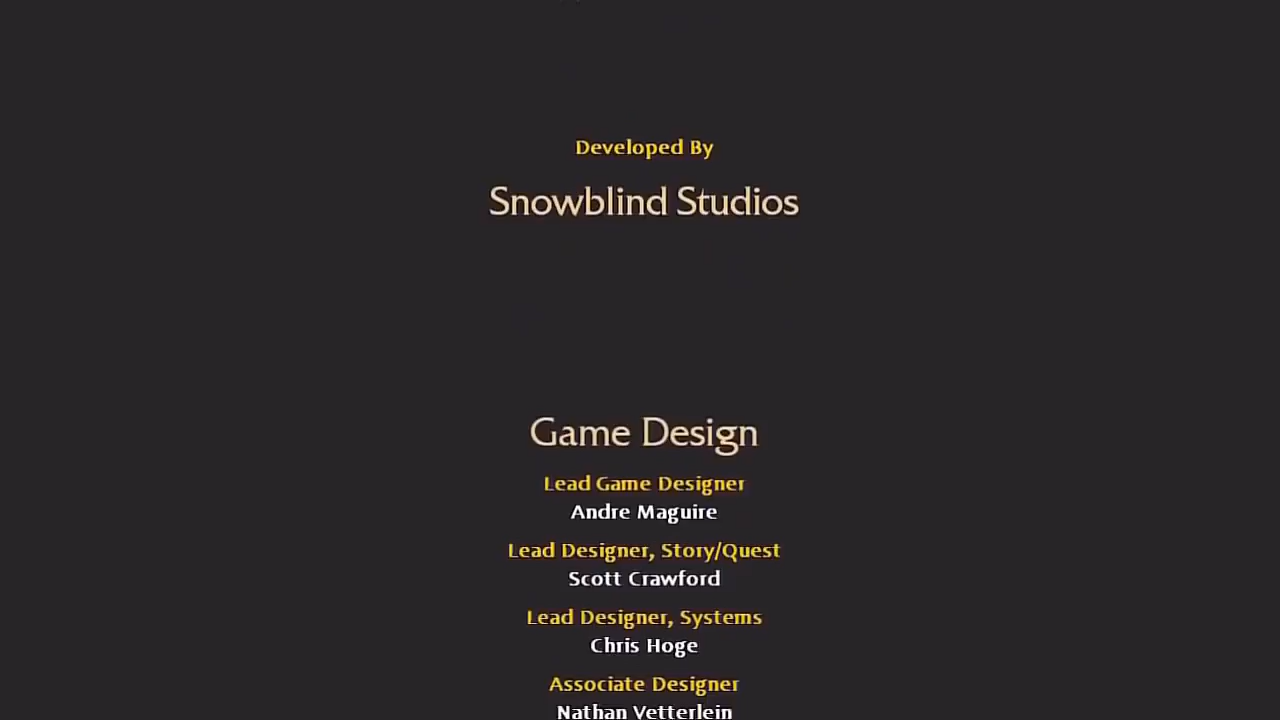 Developed By
Snowblind Studios
Game Design
Lead Game Designer
Andre Maguire
Lead Designer, Story/Quest
Scott Crawford
Lead Designer, Systems
Chris Hoge
Associate Designer
Nathan Vetterlein